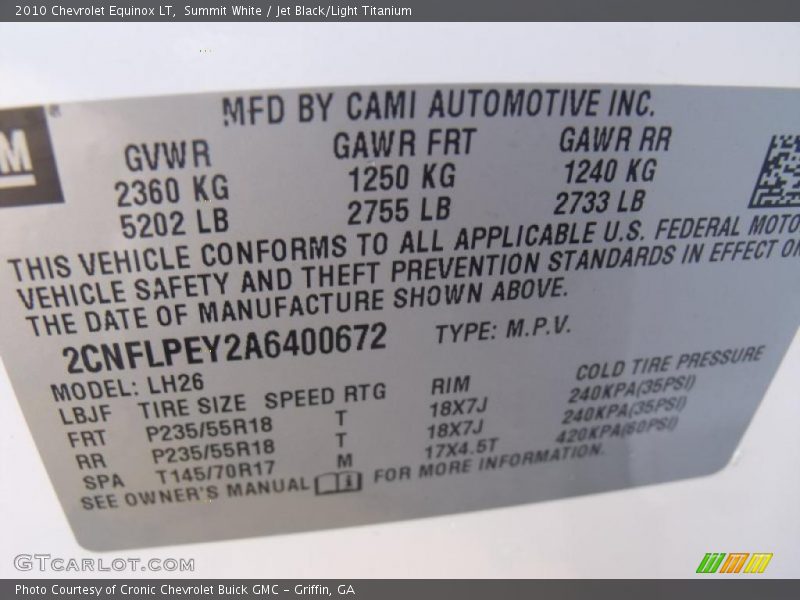 2010 Chevrolet Equinox LT, Summit White / Jet Black/Light Titanium
MFD BY CAMI AUTOMOTIVE INC.
GVWR GAWR FRT GAWR RR
2360 KG 1250 KG 1240 KG
5202 LB 2755 LB 2733 LB
THIS VEHICLE CONFORMS TO ALL APPLICABLE U.S. FEDERAL MOTO
VEHICLE SAFETY AND THEFT PREVENTION STANDARDS IN EFFECT ON
THE DATE OF MANUFACTURE SHOWN ABOVE.
2CNFLPEY2A6400672 TYPE: M.P.V.
MODEL: LH26
LBJF TIRE SIZE SPEED RTG RIM COLD TIRE PRESSURE
FRT P235/55R18 T 18X7J 240KPA(35PSI)
RR P235/55R18 T 18X7J 240KPA(35PSI)
SPA T145/70R17 M 17X4.5T 420KPA(60PSI)
SEE OWNER'S MANUAL FOR MORE INFORMATION.
GTCARLOT.COM
Photo Courtesy of Cronic Chevrolet Buick GMC – Griffin, GA